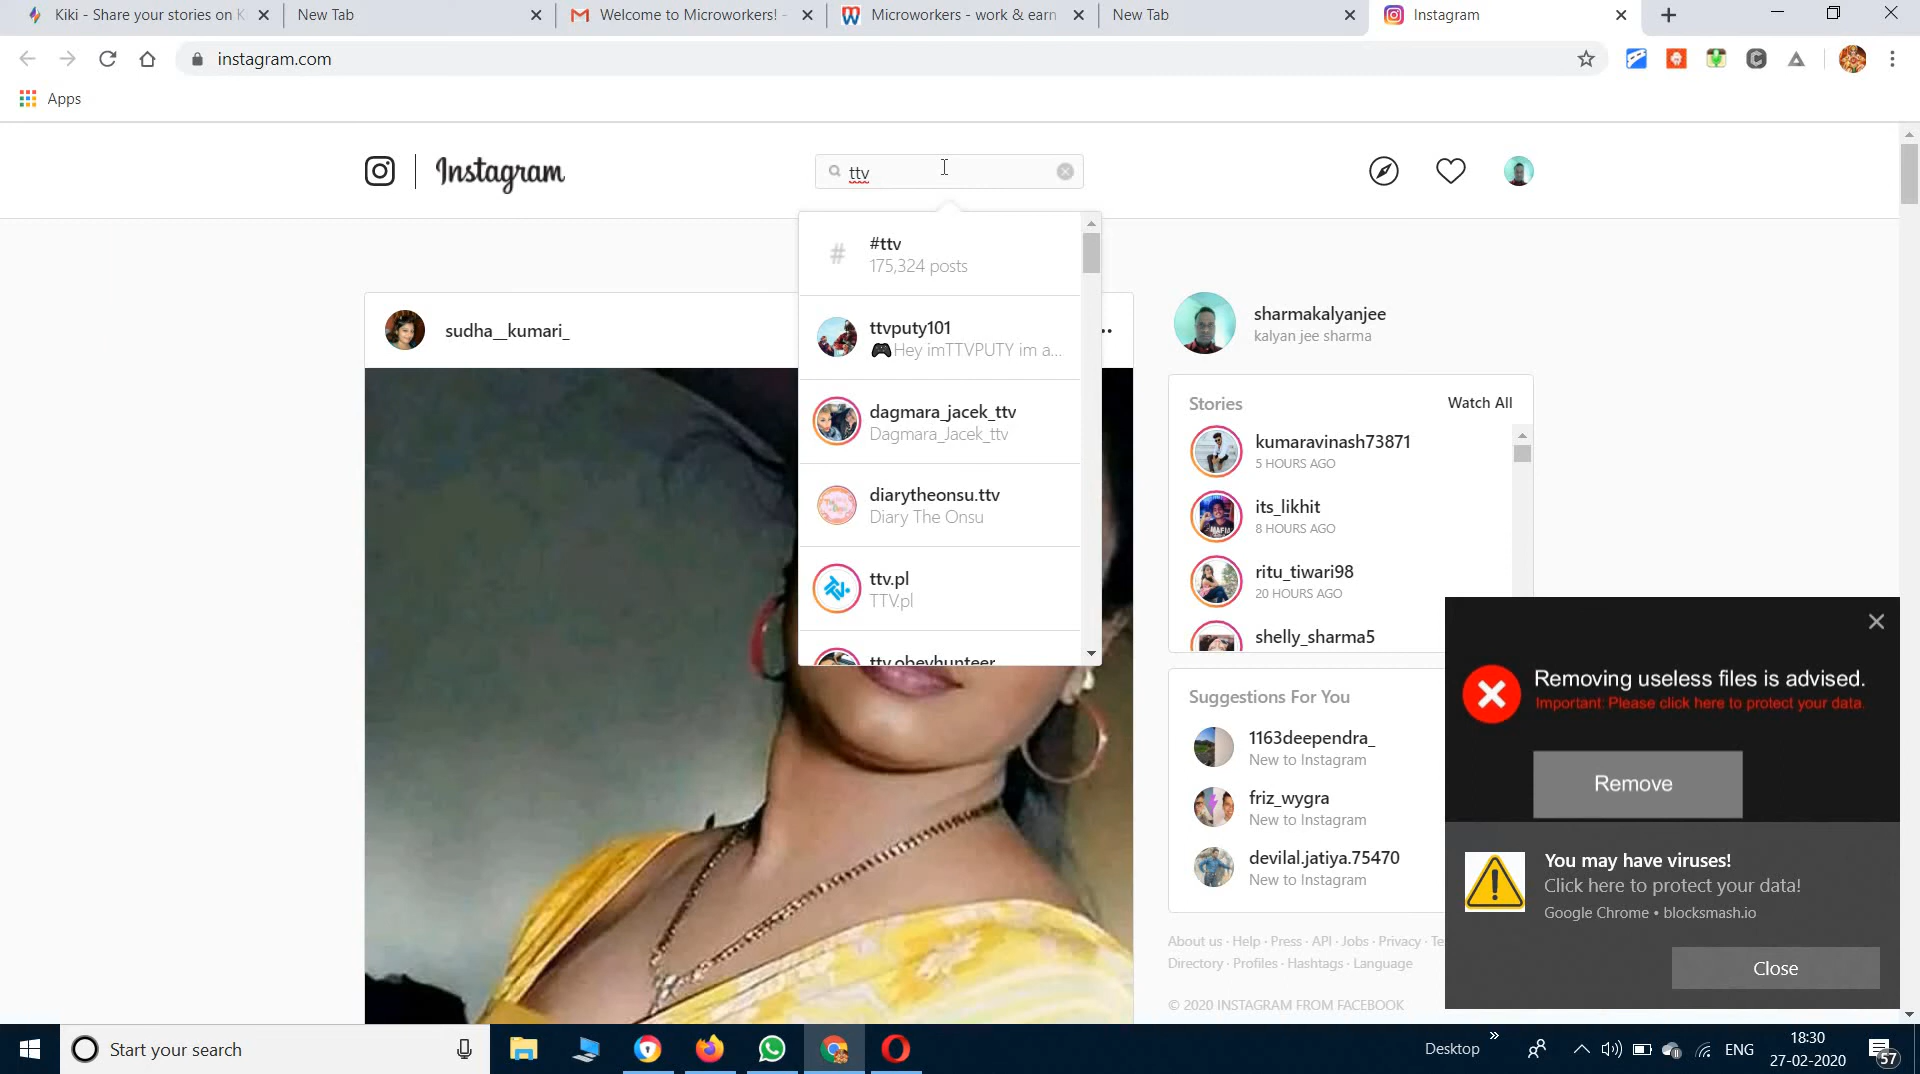 Kiki - Share your stories on K
New Tab
Welcome to Microworkers! -
Microworkers - work & earn
New Tab
Instagram
instagram.com
Apps
Instagram
ttv
#ttv
175,324 posts
ttvputy101
🎮Hey imTTVPUTY im a...
dagmara_jacek_ttv
Dagmara_Jacek_ttv
diarytheonsu.ttv
Diary The Onsu
ttv.pl
TTV.pl
ttv.obeyhunteer
sudha__kumari_
sharmakalyanjee
kalyan jee sharma
Stories
Watch All
kumaravinash73871
5 HOURS AGO
its_likhit
8 HOURS AGO
ritu_tiwari98
20 HOURS AGO
shelly_sharma5
Suggestions For You
1163deependra_
New to Instagram
friz_wygra
New to Instagram
devilal.jatiya.75470
New to Instagram
About us · Help · Press · API · Jobs · Privacy · Te
Directory · Profiles · Hashtags · Language
© 2020 INSTAGRAM FROM FACEBOOK
Removing useless files is advised.
Important: Please click here to protect your data.
Remove
You may have viruses!
Click here to protect your data!
Google Chrome • blocksmash.io
Close
Start your search
Desktop
ENG
18:30
27-02-2020
57